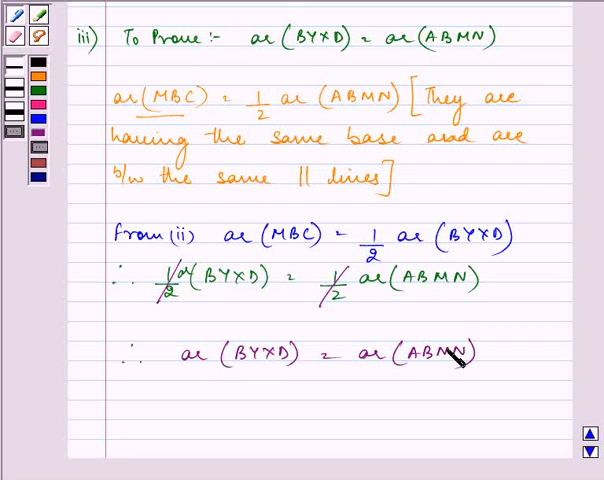 iii) To Prove :- ar (BYXD) = ar (ABMN)
ar (MBC) = 1/2 ar (ABMN) [They are
having the same base and are
b/w the same || lines]
From (ii) ar (MBC) = 1/2 ar (BYXD)
∴ 1/2 ar (BYXD) = 1/2 ar (ABMN)
∴ ar (BYXD) = ar (ABMN)